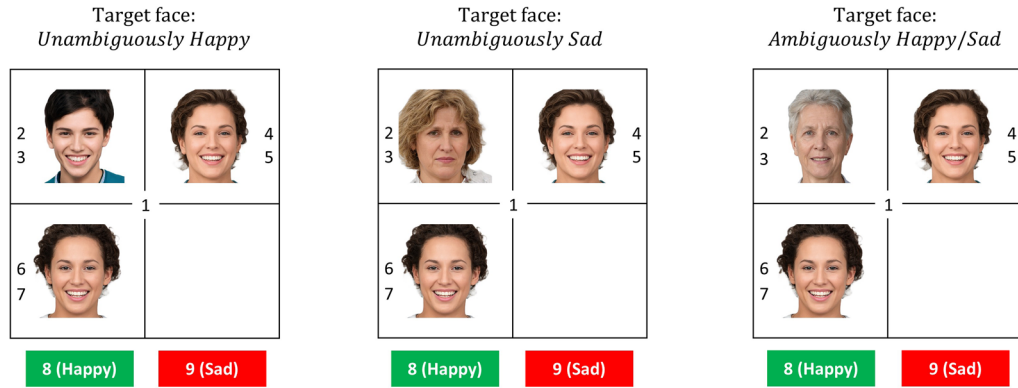 Target face:
Unambiguously Happy
2
3
4
5
1
6
7
8 (Happy)
9 (Sad)
Target face:
Unambiguously Sad
2
3
4
5
1
6
7
8 (Happy)
9 (Sad)
Target face:
Ambiguously Happy/Sad
2
3
4
5
1
6
7
8 (Happy)
9 (Sad)